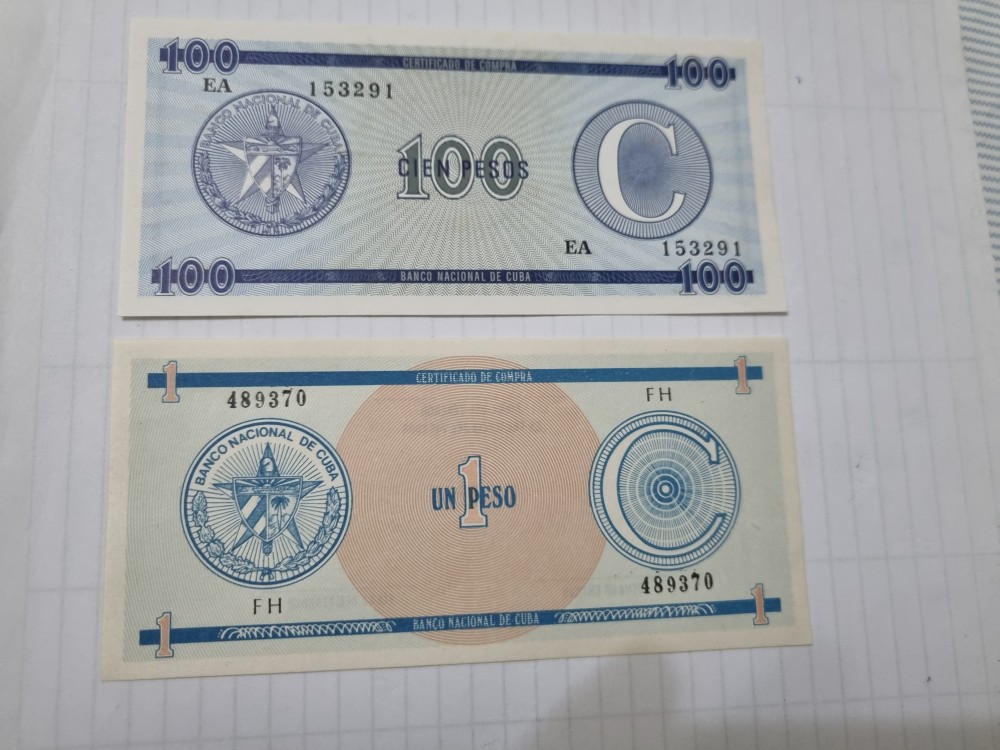 100 CERTIFICADO DE COMPRA 100
EA 153291
BANCO NACIONAL DE CUBA
100
CIEN PESOS
C
EA 153291
100 BANCO NACIONAL DE CUBA 100
1 CERTIFICADO DE COMPRA 1
489370 FH
BANCO NACIONAL DE CUBA
1
UN PESO
C
FH 489370
1 BANCO NACIONAL DE CUBA 1